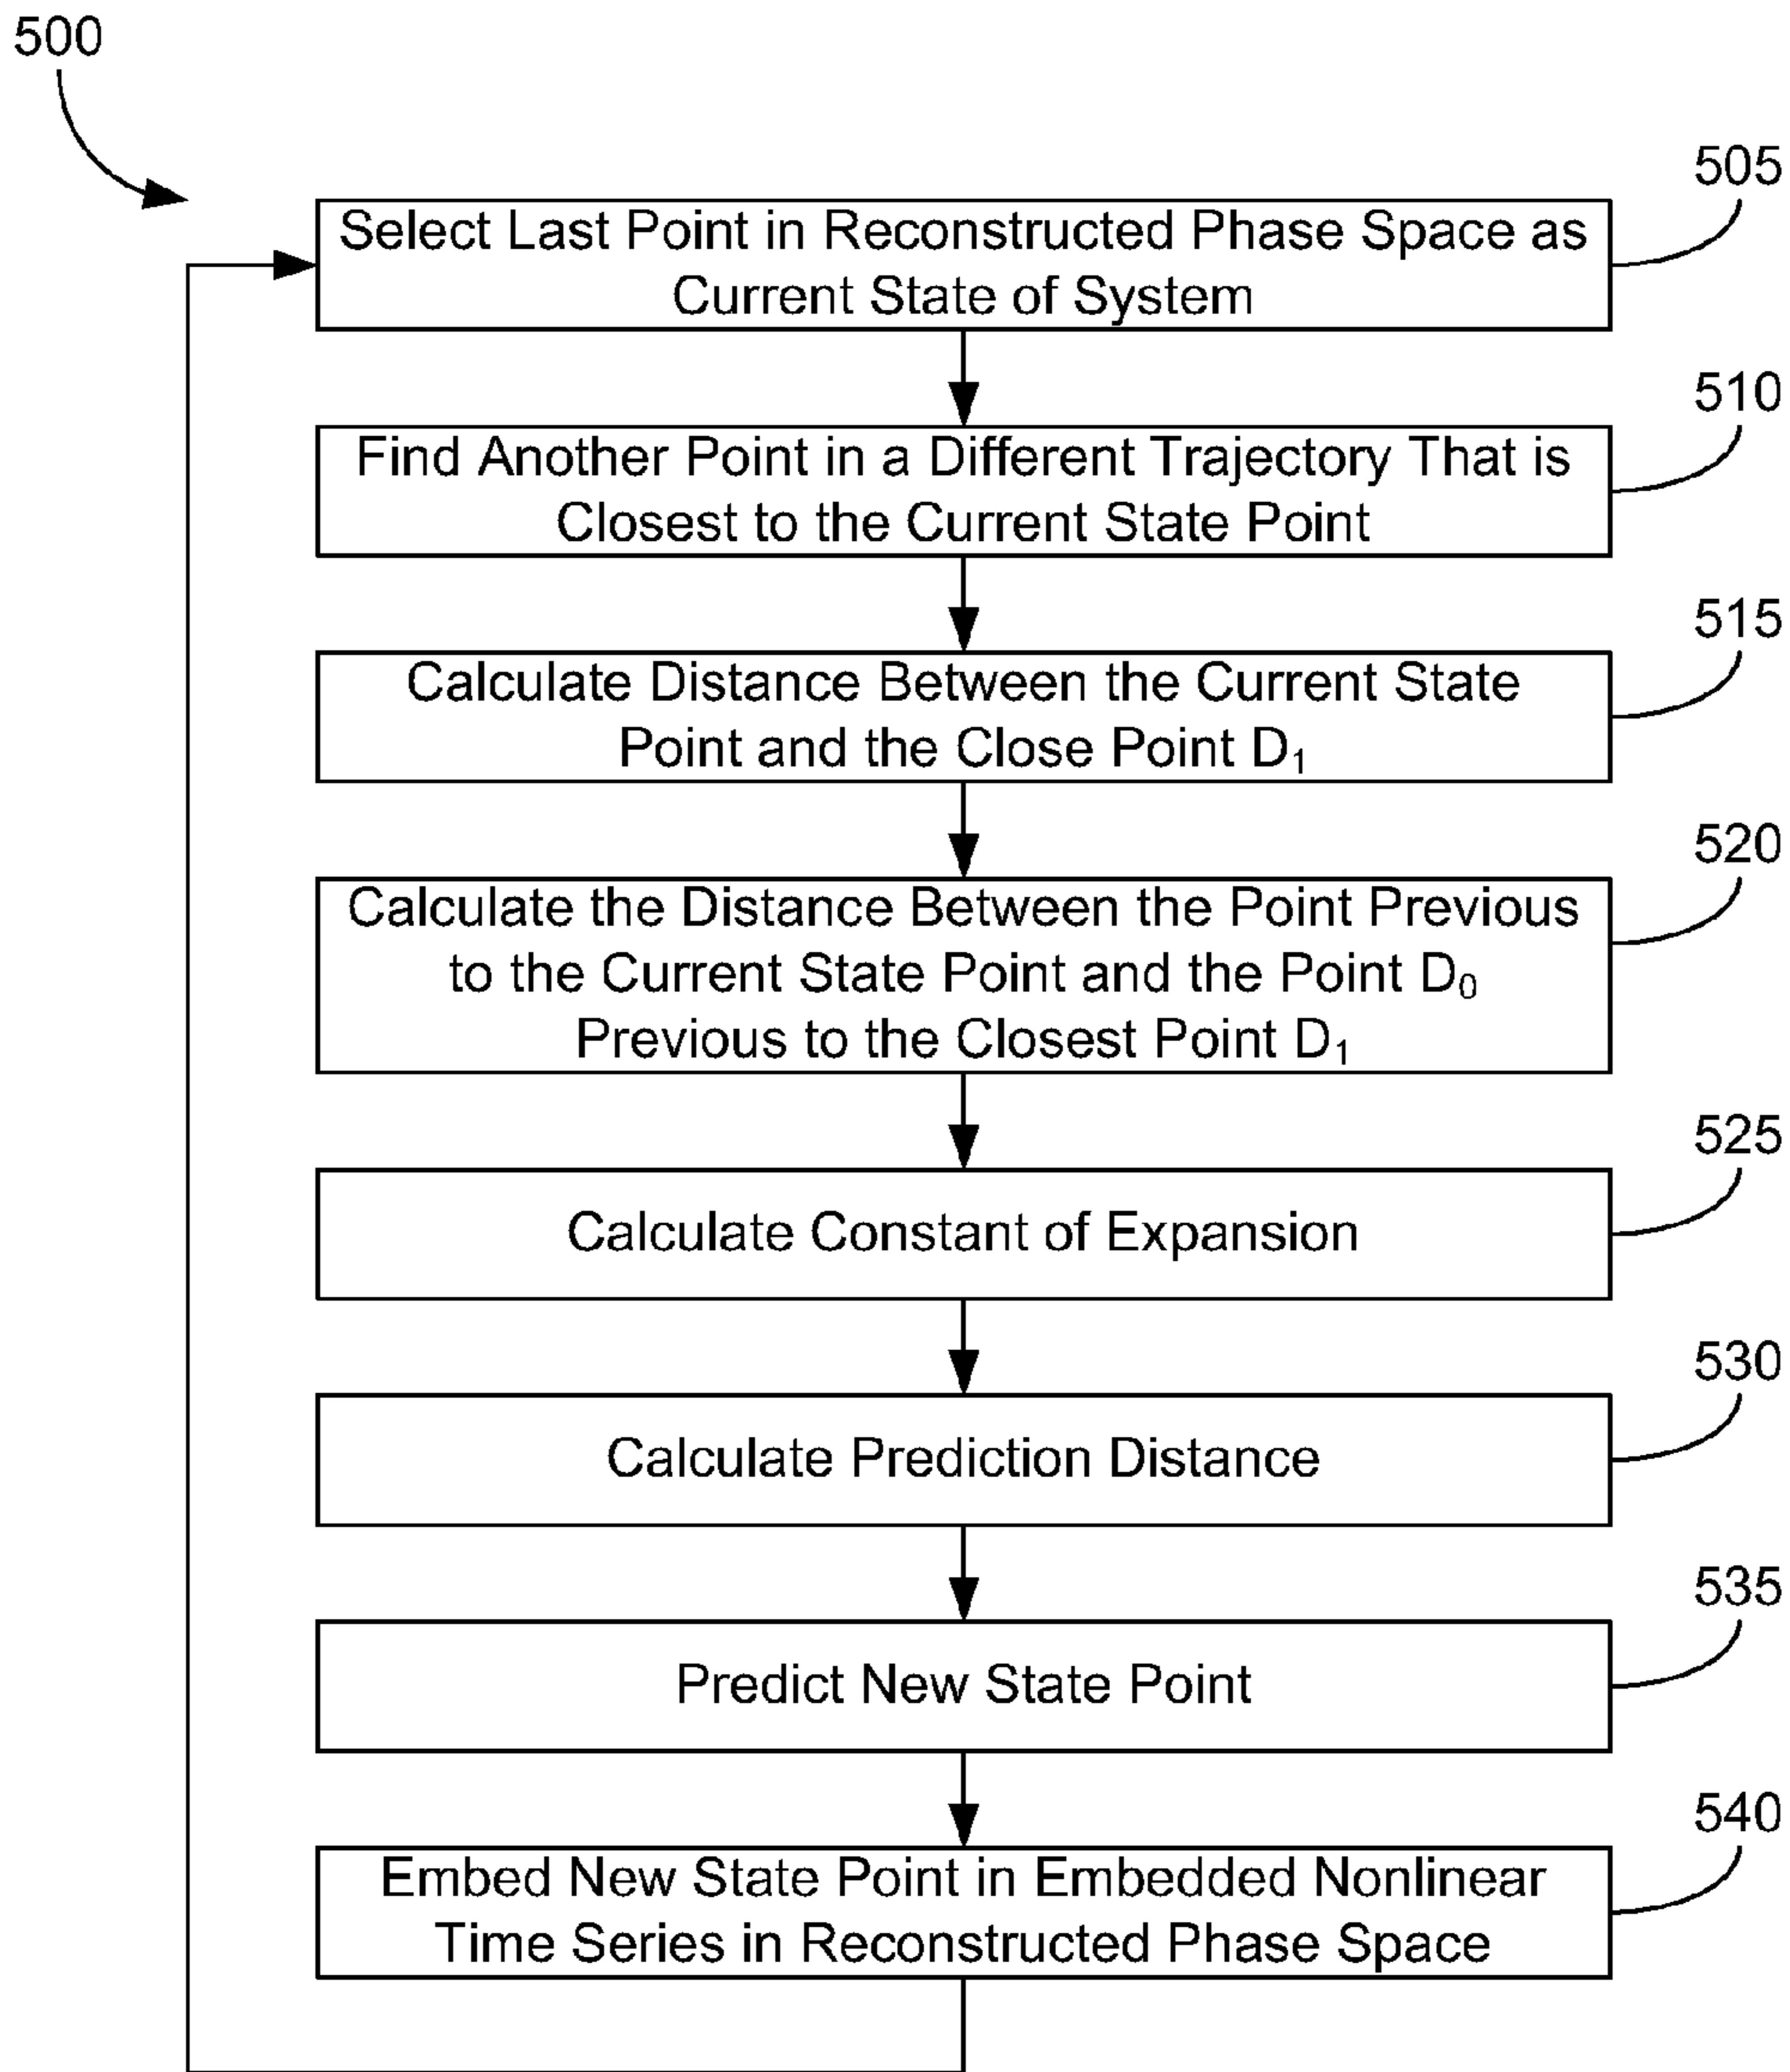 500
505
Select Last Point in Reconstructed Phase Space as
Current State of System
510
Find Another Point in a Different Trajectory That is
Closest to the Current State Point
515
Calculate Distance Between the Current State
Point and the Close Point D₁
520
Calculate the Distance Between the Point Previous
to the Current State Point and the Point D₀
Previous to the Closest Point D₁
525
Calculate Constant of Expansion
530
Calculate Prediction Distance
535
Predict New State Point
540
Embed New State Point in Embedded Nonlinear
Time Series in Reconstructed Phase Space